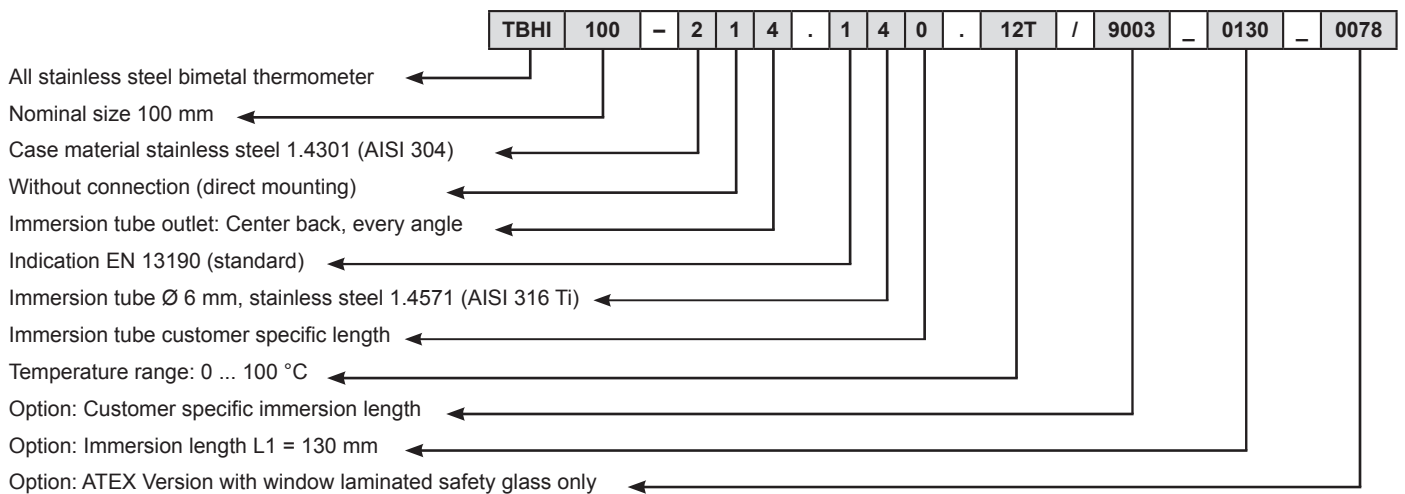 TBHI 100 – 2 1 4 . 1 4 0 . 12T / 9003 _ 0130 _ 0078
All stainless steel bimetal thermometer
Nominal size 100 mm
Case material stainless steel 1.4301 (AISI 304)
Without connection (direct mounting)
Immersion tube outlet: Center back, every angle
Indication EN 13190 (standard)
Immersion tube Ø 6 mm, stainless steel 1.4571 (AISI 316 Ti)
Immersion tube customer specific length
Temperature range: 0 ... 100 °C
Option: Customer specific immersion length
Option: Immersion length L1 = 130 mm
Option: ATEX Version with window laminated safety glass only